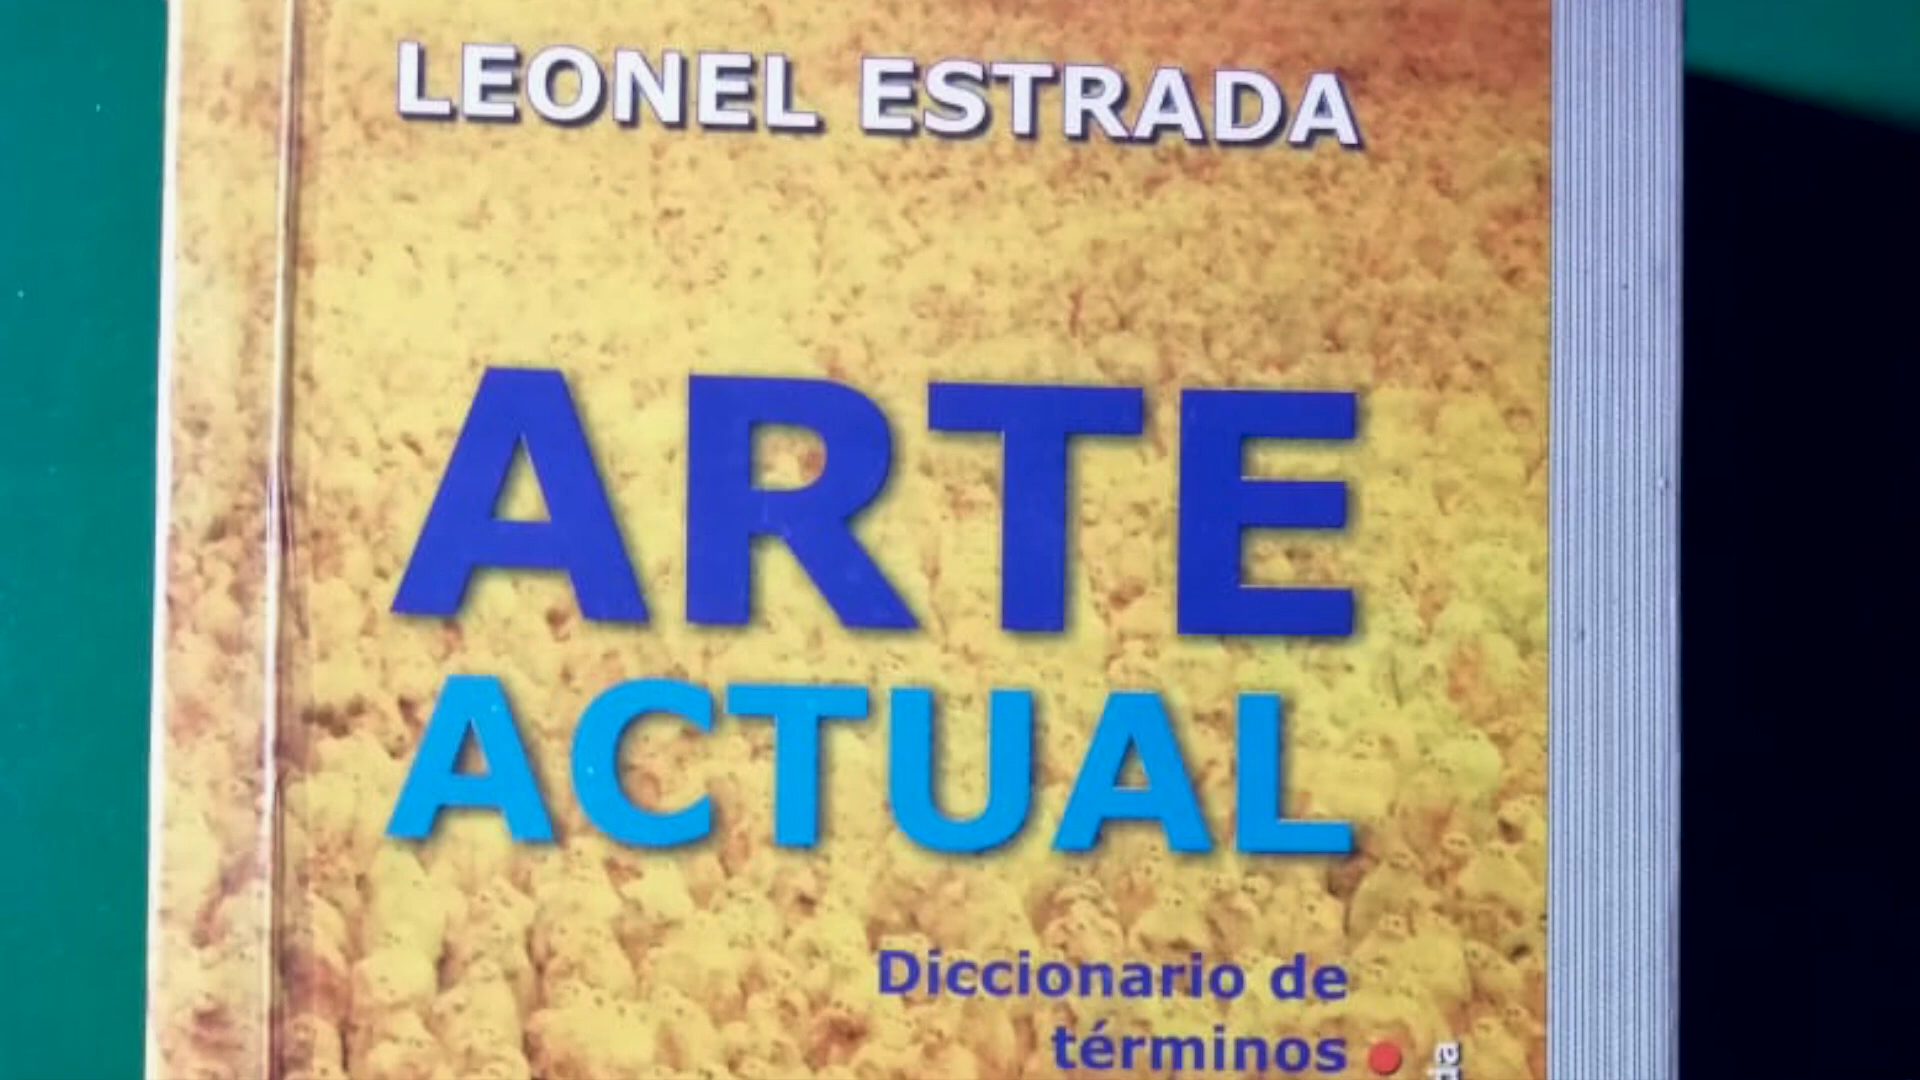 LEONEL ESTRADA
ARTE
ACTUAL
Diccionario de
términos